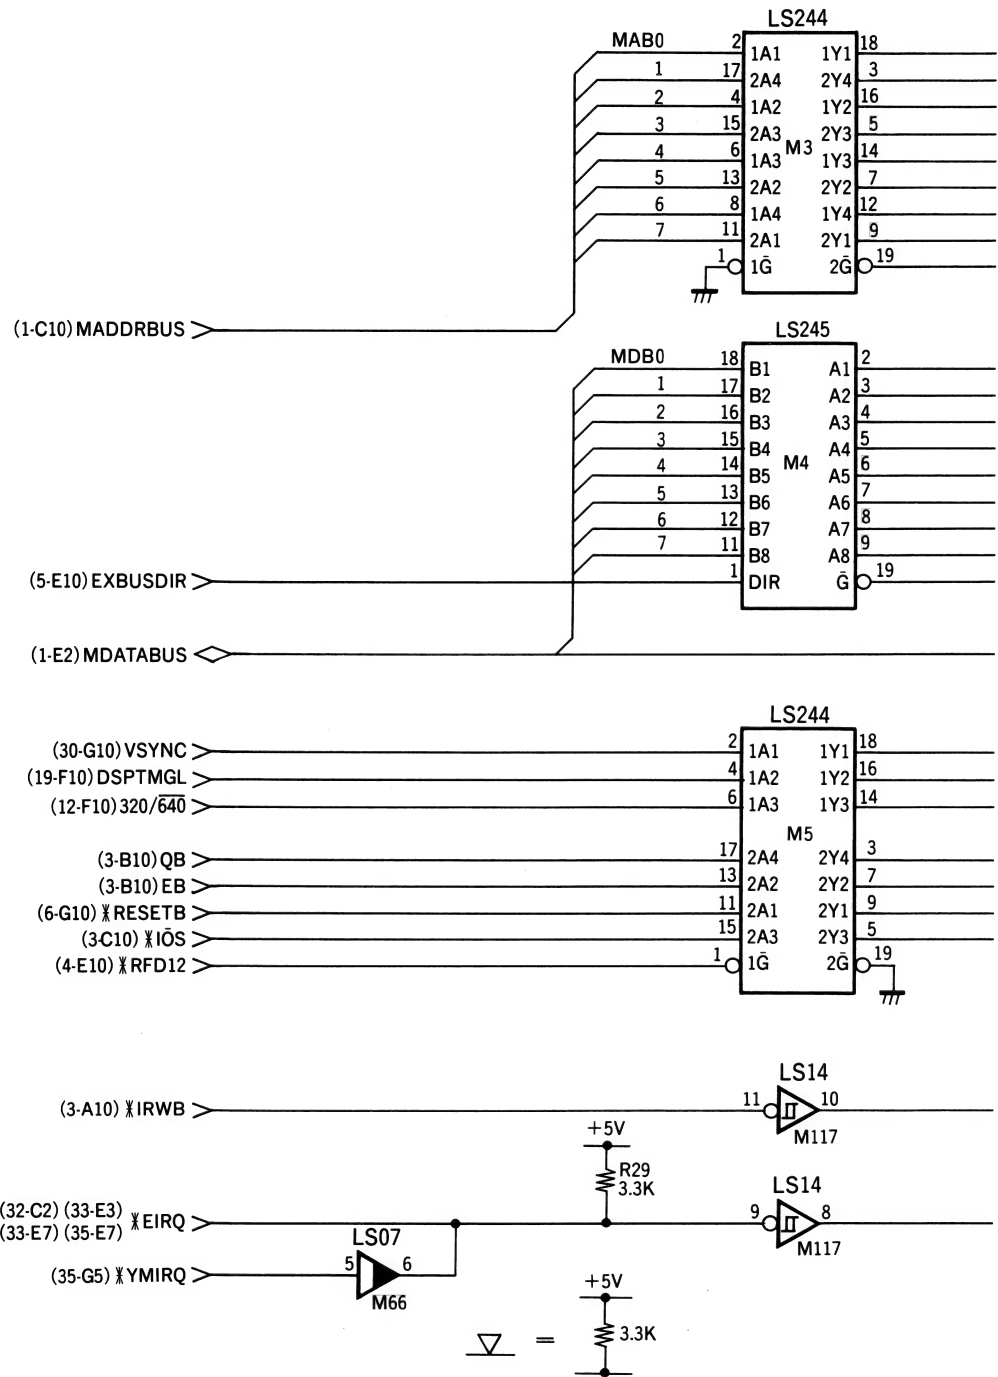 LS244
MAB0 2 1A1 1Y1 18
1 17 2A4 2Y4 3
2 4 1A2 1Y2 16
3 15 2A3 2Y3 5
M3
4 6 1A3 1Y3 14
5 13 2A2 2Y2 7
6 8 1A4 1Y4 12
7 11 2A1 2Y1 9
1 1G̅ 2G̅ 19
(1-C10) MADDRBUS
LS245
MDB0 18 B1 A1 2
1 17 B2 A2 3
2 16 B3 A3 4
3 15 B4 A4 5
M4
4 14 B5 A5 6
5 13 B6 A6 7
6 12 B7 A7 8
7 11 B8 A8 9
(5-E10) EXBUSDIR 1 DIR G̅ 19
(1-E2) MDATABUS
LS244
(30-G10) VSYNC 2 1A1 1Y1 18
(19-F10) DSPTMGL 4 1A2 1Y2 16
(12-F10) 320/6̅4̅0̅ 6 1A3 1Y3 14
M5
(3-B10) QB 17 2A4 2Y4 3
(3-B10) EB 13 2A2 2Y2 7
(6-G10) ※RESETB 11 2A1 2Y1 9
(3-C10) ※IŌS 15 2A3 2Y3 5
(4-E10) ※RFD12 1 1G̅ 2G̅ 19
LS14
(3-A10) ※IRWB 11 10
M117
+5V
R29
3.3K
LS14
(32-C2) (33-E3)
(33-E7) (35-E7) ※EIRQ 9 8
M117
LS07
(35-G5) ※YMIRQ 5 6
M66
+5V
= 3.3K